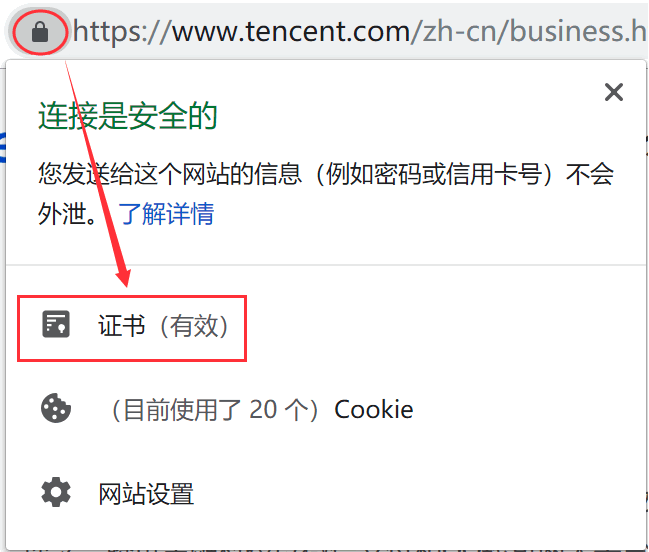 https://www.tencent.com/zh-cn/business.h
连接是安全的
您发送给这个网站的信息（例如密码或信用卡号）不会
外泄。 了解详情
证书（有效）
（目前使用了 20 个）Cookie
网站设置